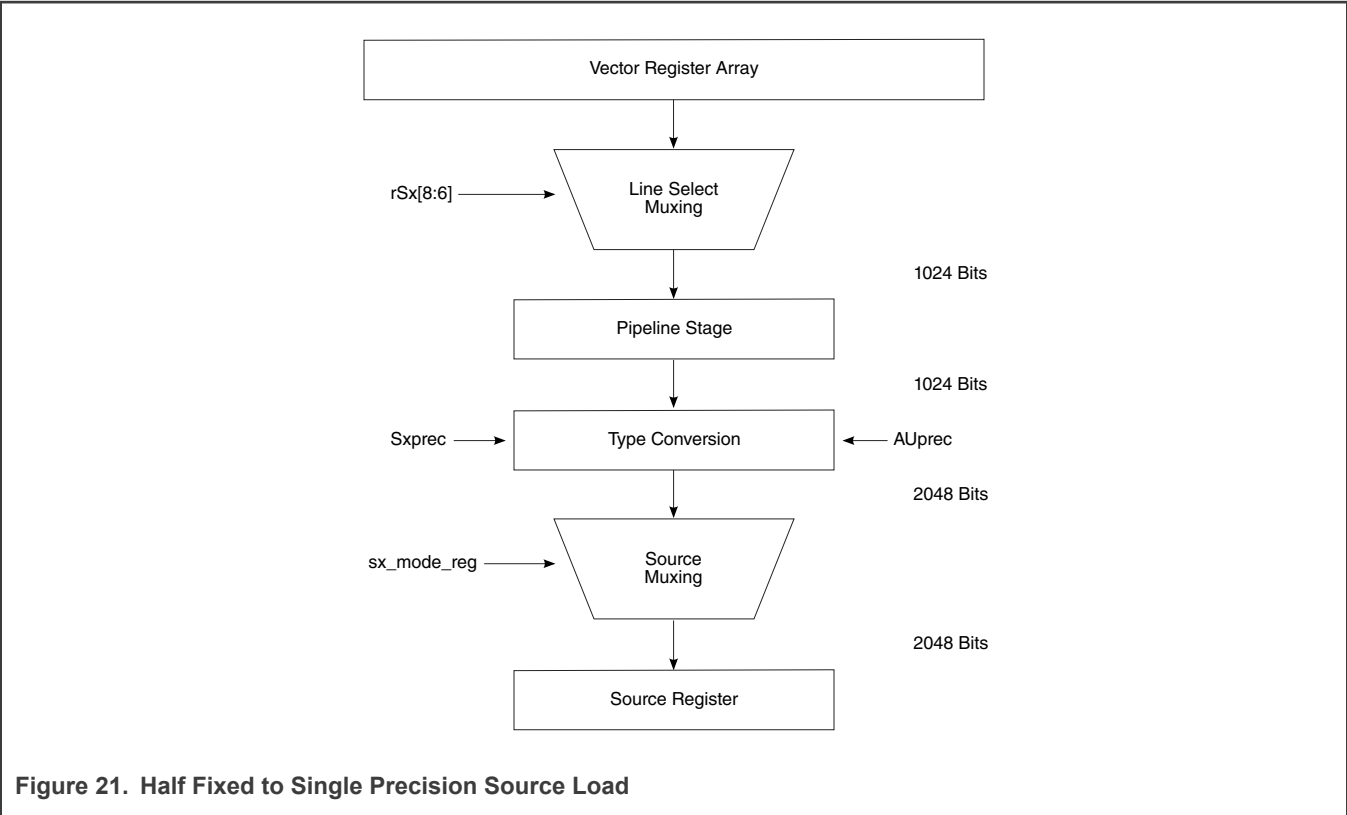 Vector Register Array
rSx[8:6]
Line Select
Muxing
1024 Bits
Pipeline Stage
1024 Bits
Sxprec
Type Conversion
AUprec
2048 Bits
sx_mode_reg
Source
Muxing
2048 Bits
Source Register
Figure 21. Half Fixed to Single Precision Source Load